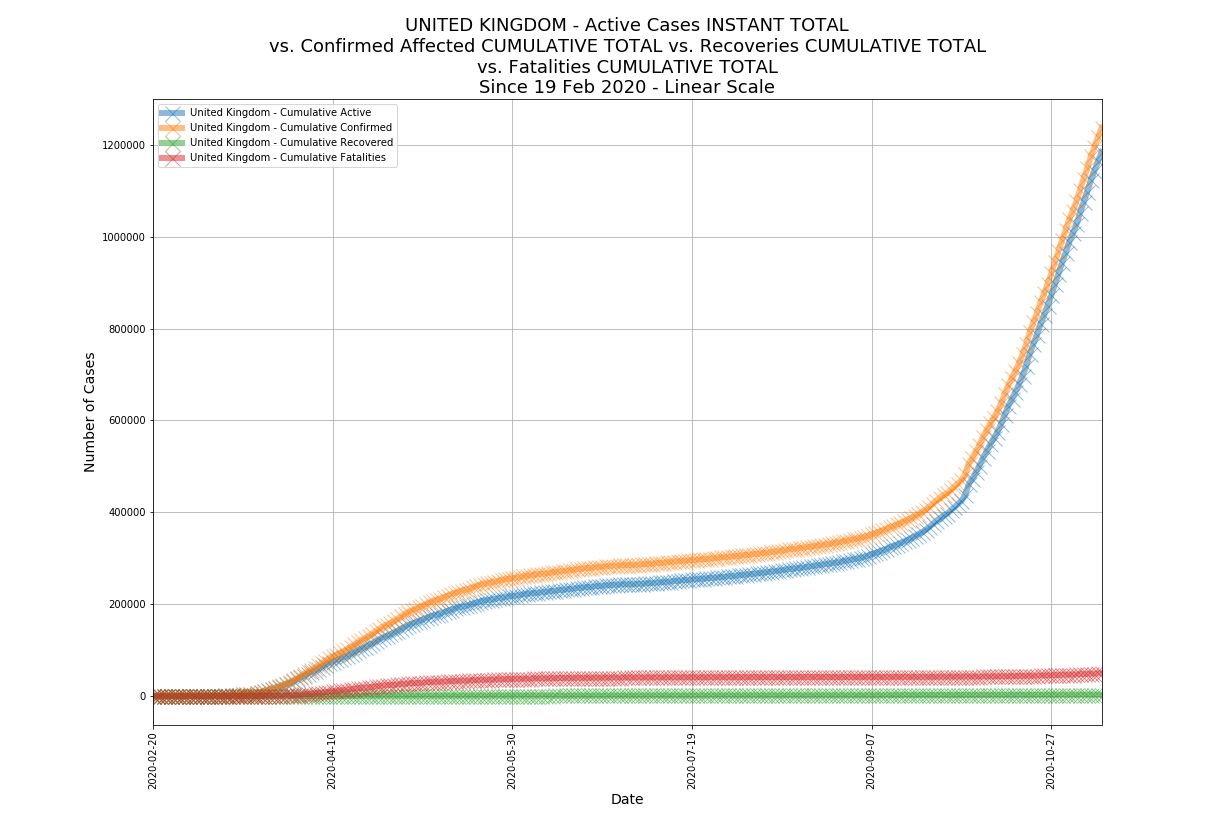 UNITED KINGDOM - Active Cases INSTANT TOTAL
vs. Confirmed Affected CUMULATIVE TOTAL vs. Recoveries CUMULATIVE TOTAL
vs. Fatalities CUMULATIVE TOTAL
Since 19 Feb 2020 - Linear Scale
United Kingdom - Cumulative Active
United Kingdom - Cumulative Confirmed
United Kingdom - Cumulative Recovered
United Kingdom - Cumulative Fatalities
Number of Cases
1200000
1000000
800000
600000
400000
200000
0
2020-02-20
2020-04-10
2020-05-30
2020-07-19
2020-09-07
2020-10-27
Date